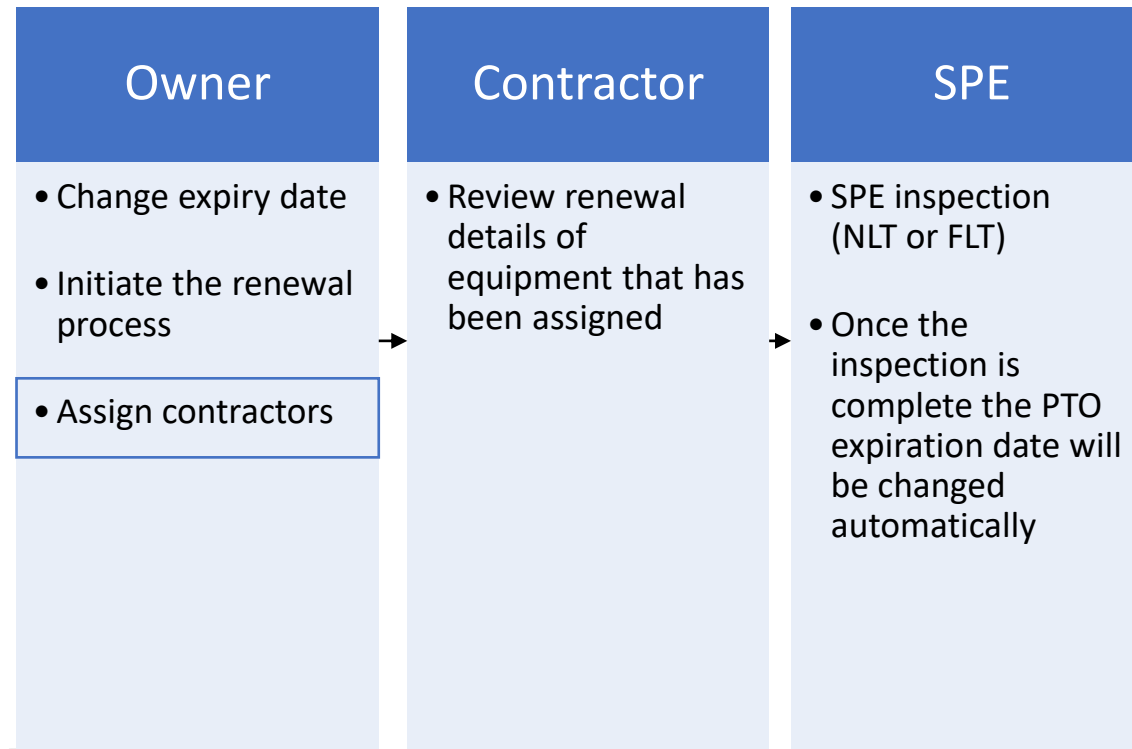 Owner
• Change expiry date
• Initiate the renewal
process
• Assign contractors
Contractor
• Review renewal
details of
equipment that has
been assigned
SPE
• SPE inspection
(NLT or FLT)
• Once the
inspection is
complete the PTO
expiration date will
be changed
automatically